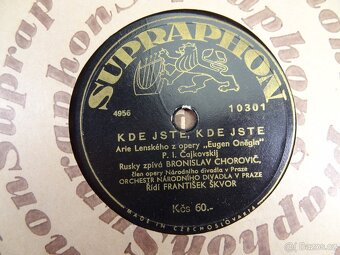 SUPRAPHON
4956
10301
KDE JSTE, KDE JSTE
Arie Lenského z opery „Eugen Oněgin"
P. I. Čajkovskij
Rusky zpívá BRONISLAV CHOROVIČ,
člen opery Národního divadla v Praze
ORCHESTR NÁRODNÍHO DIVADLA V PRAZE
Řídí FRANTIŠEK ŠKVOR
Kčs 60.-
MADE IN CZECHOSLOVAKIA